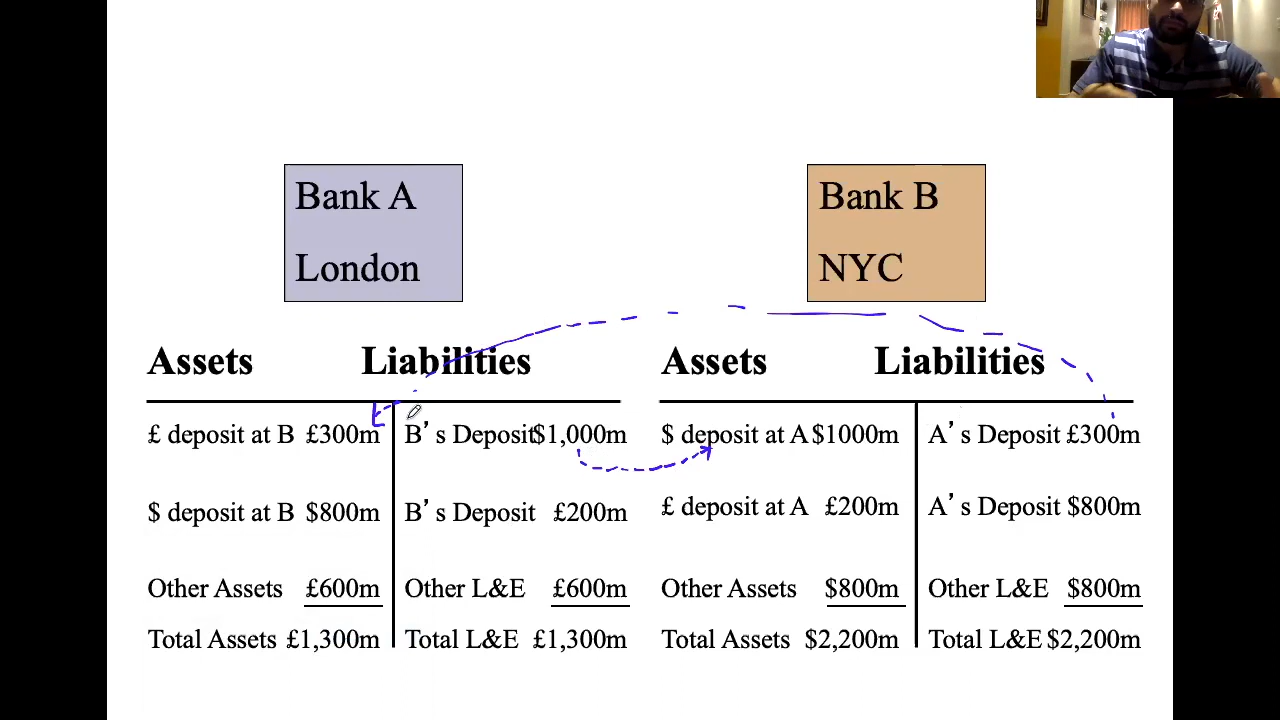 Bank A
London
Bank B
NYC
Assets Liabilities
£ deposit at B £300m B’s Deposit $1,000m
$ deposit at B $800m B’s Deposit £200m
Other Assets £600m Other L&E £600m
Total Assets £1,300m Total L&E £1,300m
Assets Liabilities
$ deposit at A $1000m A’s Deposit £300m
£ deposit at A £200m A’s Deposit $800m
Other Assets $800m Other L&E $800m
Total Assets $2,200m Total L&E $2,200m